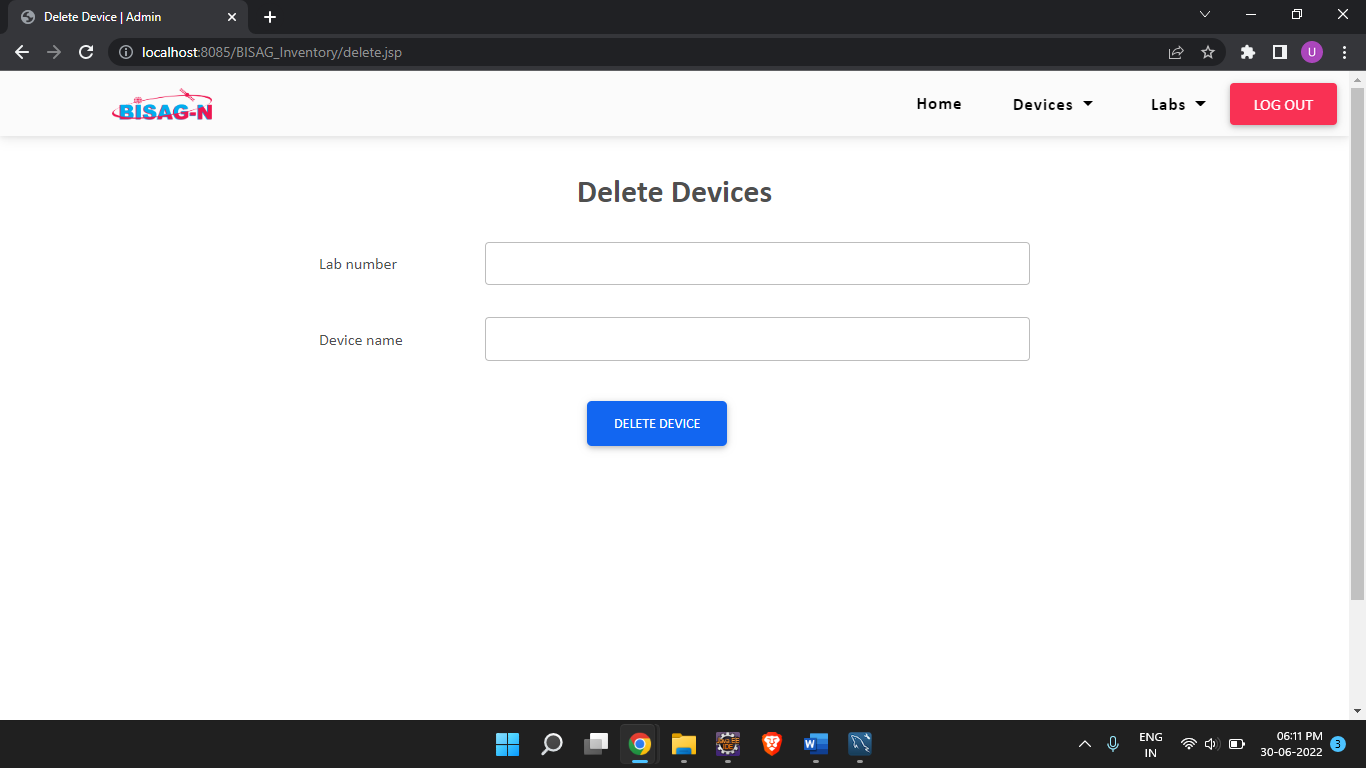 Delete Device | Admin
localhost:8085/BISAG_Inventory/delete.jsp
U
BISAG-N
Home
Devices
Labs
LOG OUT
Delete Devices
Lab number
Device name
DELETE DEVICE
ENG
IN
06:11 PM
30-06-2022
3